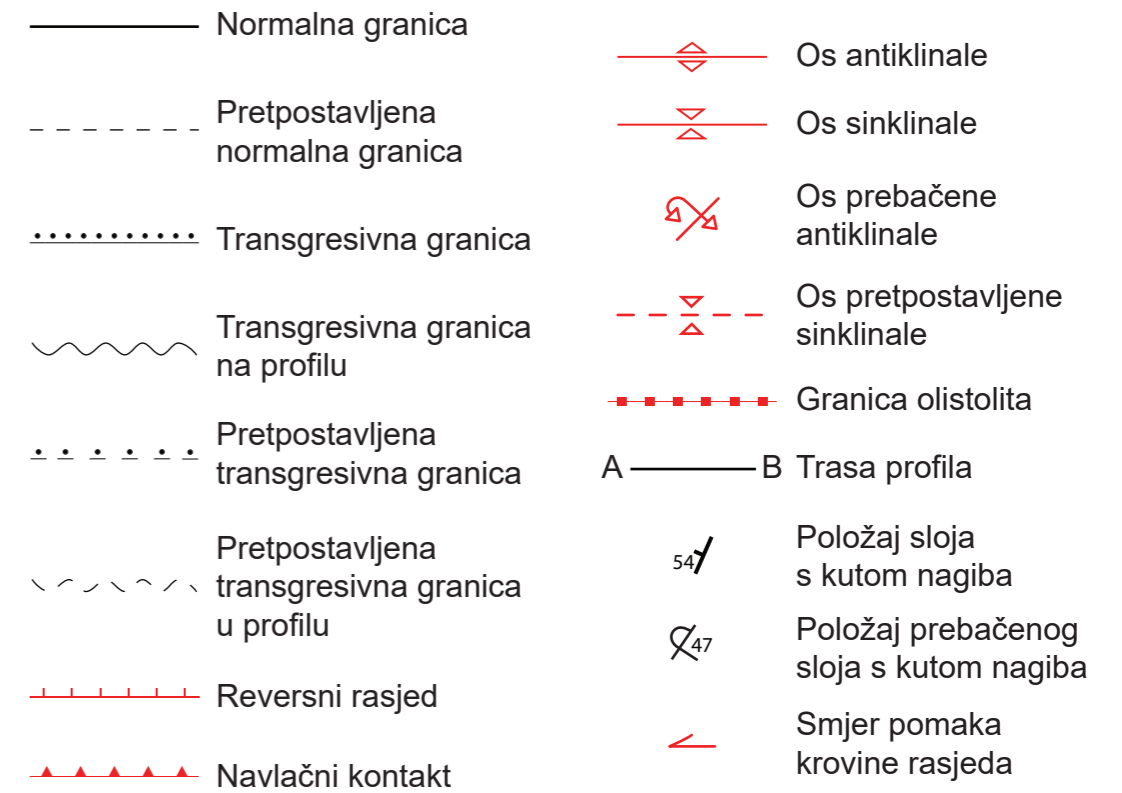 Normalna granica
Pretpostavljena
normalna granica
Transgresivna granica
Transgresivna granica
na profilu
Pretpostavljena
transgresivna granica
Pretpostavljena
transgresivna granica
u profilu
Reversni rasjed
Navlačni kontakt
Os antiklinale
Os sinklinale
Os prebačene
antiklinale
Os pretpostavljene
sinklinale
Granica olistolita
A B Trasa profila
54 Položaj sloja
s kutom nagiba
47 Položaj prebačenog
sloja s kutom nagiba
Smjer pomaka
krovine rasjeda